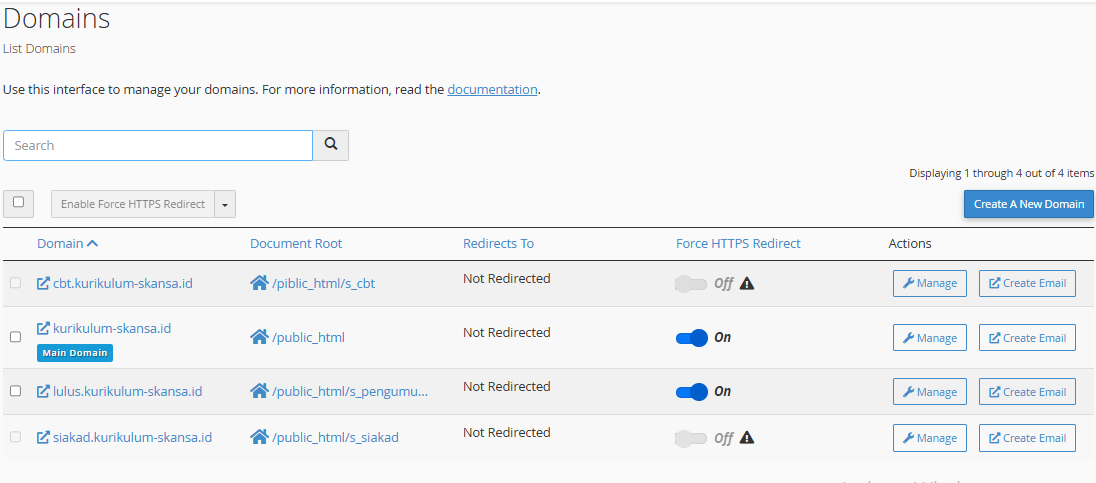 Domains
List Domains
Use this interface to manage your domains. For more information, read the documentation.
Search
Displaying 1 through 4 out of 4 items
Enable Force HTTPS Redirect
Create A New Domain
Domain Document Root Redirects To Force HTTPS Redirect Actions
cbt.kurikulum-skansa.id /piblic_html/s_cbt Not Redirected Off Manage Create Email
kurikulum-skansa.id /public_html Not Redirected On Manage Create Email
Main Domain
lulus.kurikulum-skansa.id /public_html/s_pengumu... Not Redirected On Manage Create Email
siakad.kurikulum-skansa.id /public_html/s_siakad Not Redirected Off Manage Create Email